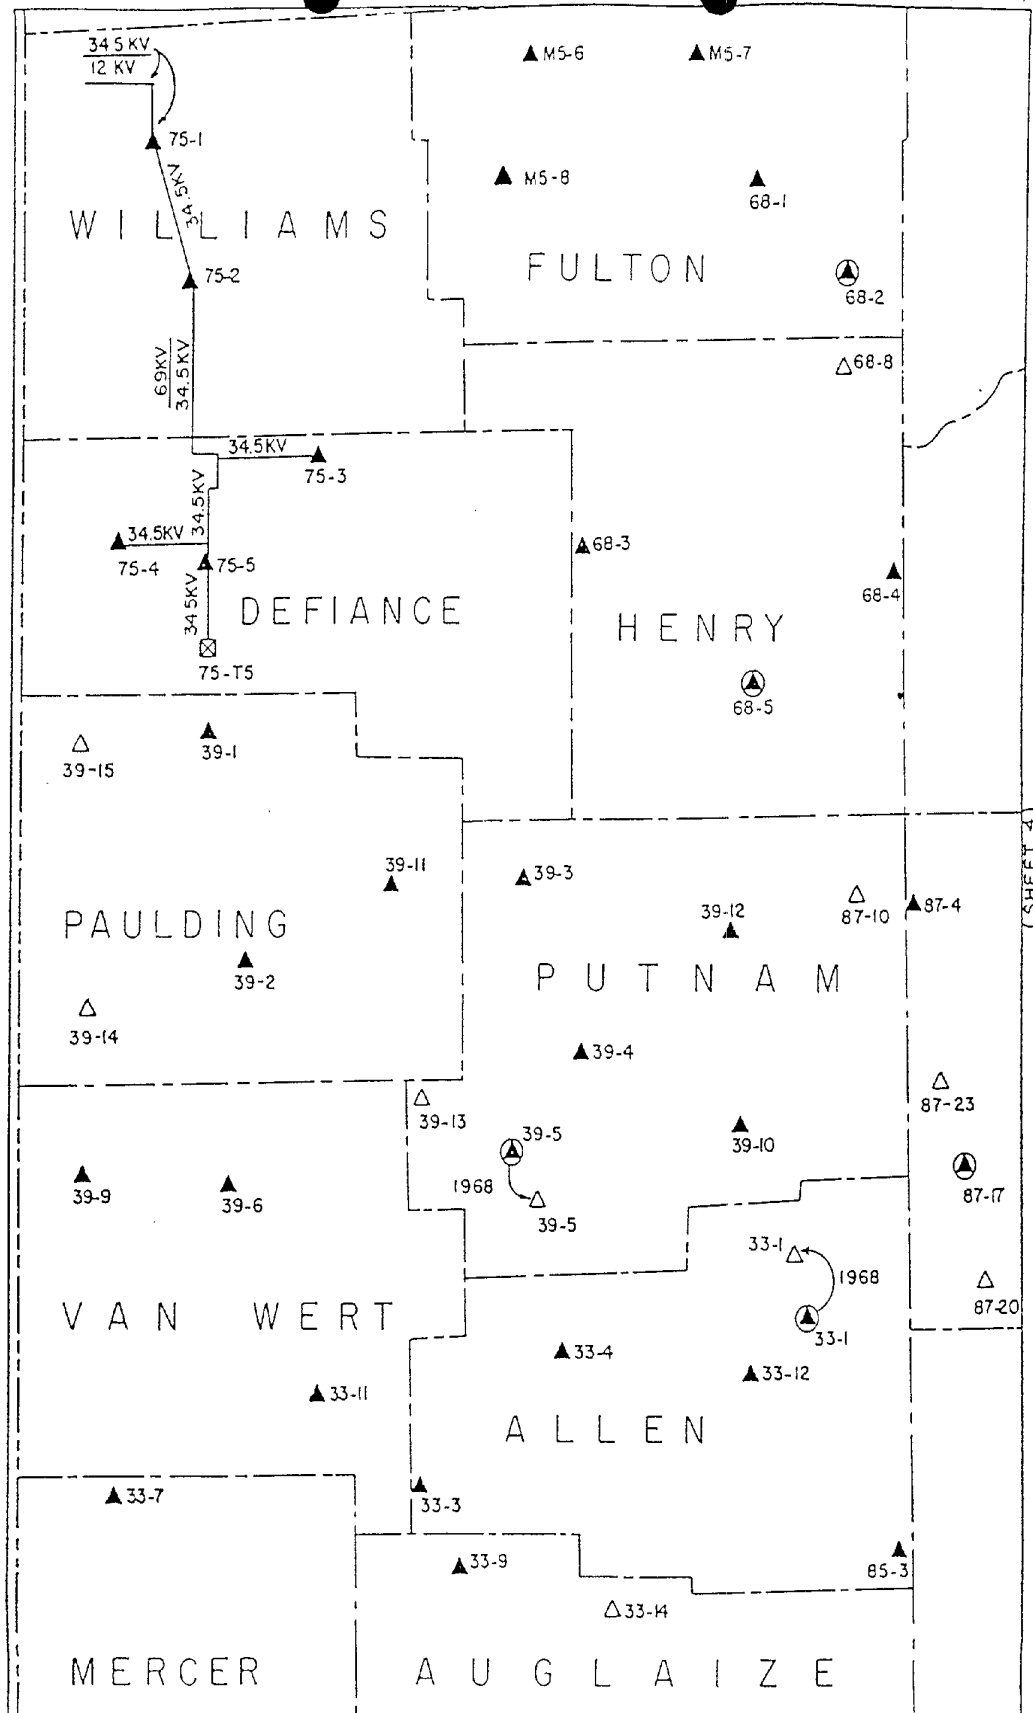 34.5 KV
12 KV
M5-6
M5-7
75-1
34.5KV
M5-8
68-1
WILLIAMS
FULTON
75-2
68-2
69KV
34.5KV
68-8
34.5KV
75-3
34.5KV
34.5KV
75-4
75-5
68-3
68-4
34.5KV
DEFIANCE
HENRY
75-T5
68-5
39-15
39-1
39-11
39-3
39-12
87-10
87-4
(SHEET 4)
PAULDING
39-2
PUTNAM
39-14
39-4
39-13
87-23
39-5
39-10
39-9
39-6
1968
39-5
87-17
33-1
1968
87-20
VAN WERT
33-1
33-4
33-12
33-11
ALLEN
33-7
33-3
33-9
85-3
33-14
MERCER
AUGLAIZE